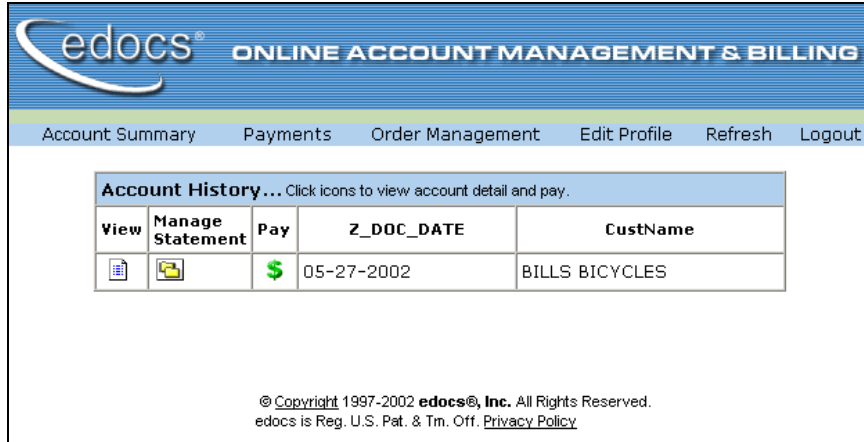 edocs® ONLINE ACCOUNT MANAGEMENT & BILLING
Account Summary Payments Order Management Edit Profile Refresh Logout
Account History... Click icons to view account detail and pay.
View Manage Statement Pay Z_DOC_DATE CustName
$ 05-27-2002 BILLS BICYCLES
© Copyright 1997-2002 edocs®, Inc. All Rights Reserved.
edocs is Reg. U.S. Pat. & Tm. Off. Privacy Policy